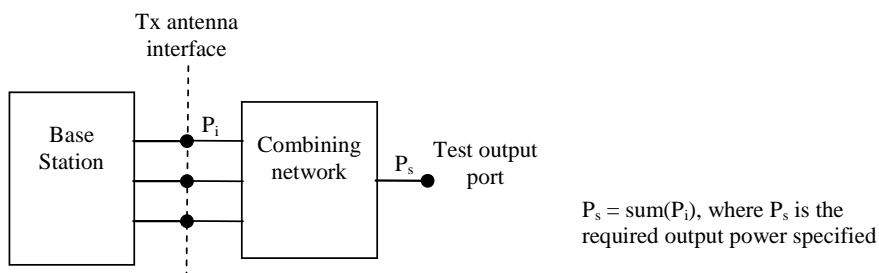 Tx antenna
interface
Base
Station
Pi
Combining
network
Ps
Test output
port
Ps = sum(Pi), where Ps is the
required output power specified